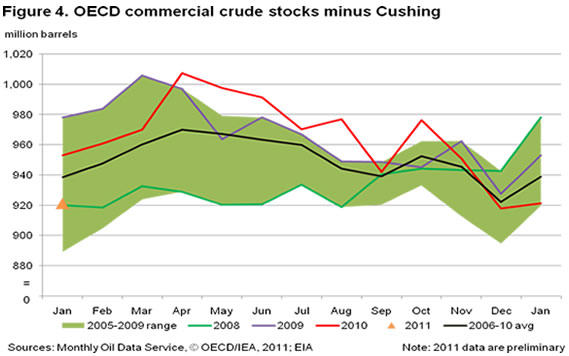 Figure 4. OECD commercial crude stocks minus Cushing
million barrels
1.020
1.000
980
960
940
920
900
880
=
0
Jan Feb Mar Apr May Jun Jul Aug Sep Oct Nov Dec Jan
2005-2009 range 2008 2009 2010 2011 2006-10 avg
Sources: Monthly Oil Data Service, © OECD/IEA, 2011; EIA Note: 2011 data are preliminary